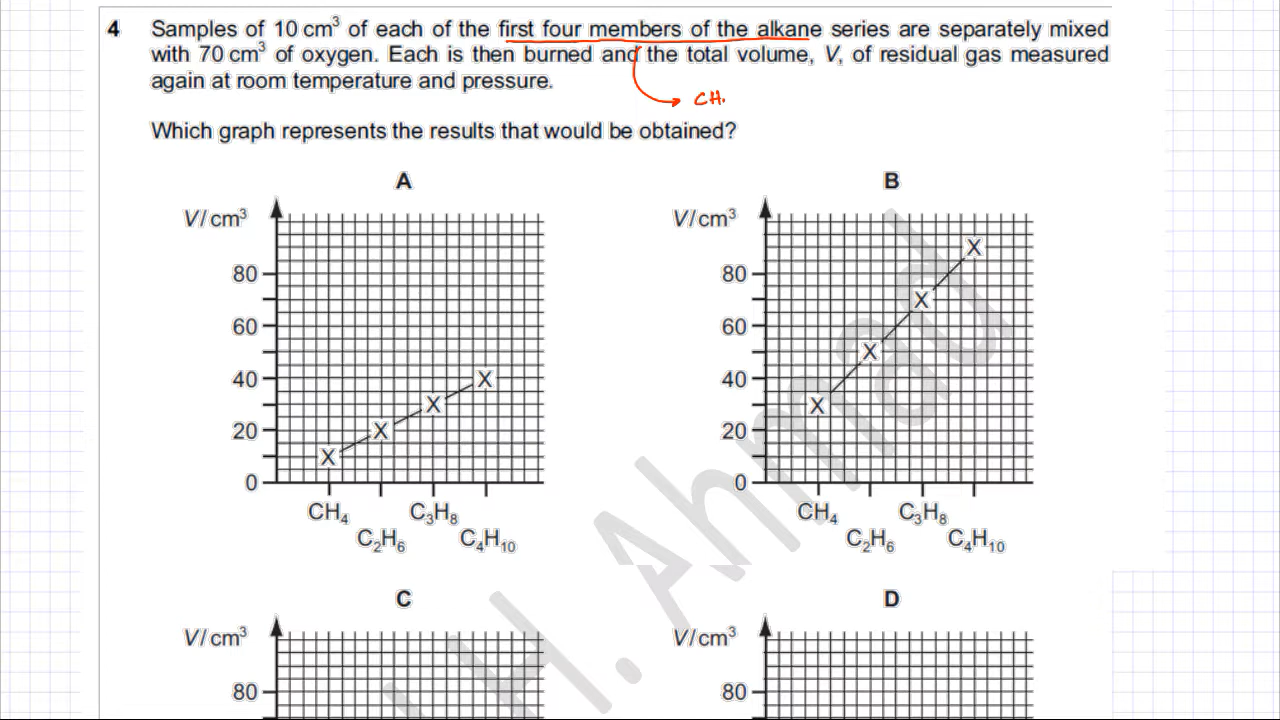 4 Samples of 10 cm³ of each of the first four members of the alkane series are separately mixed
with 70 cm³ of oxygen. Each is then burned and the total volume, V, of residual gas measured
again at room temperature and pressure.
CH.
Which graph represents the results that would be obtained?
A
V/cm³
80
60
40
20
0
CH₄
C₂H₆
C₃H₈
C₄H₁₀
B
V/cm³
80
60
40
20
0
CH₄
C₂H₆
C₃H₈
C₄H₁₀
C
V/cm³
80
D
V/cm³
80
H. Ahmad